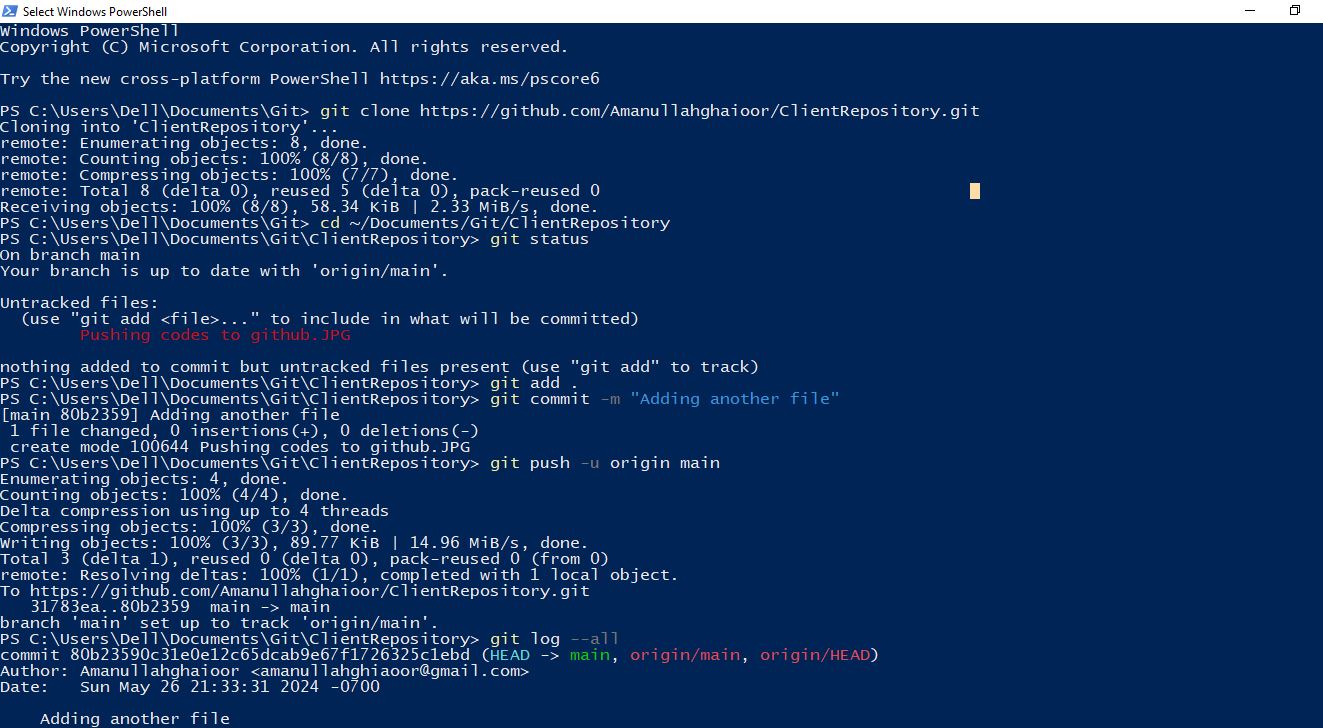 Select Windows PowerShell
Windows PowerShell
Copyright (C) Microsoft Corporation. All rights reserved.
Try the new cross-platform PowerShell https://aka.ms/pscore6
PS C:\Users\Dell\Documents\Git> git clone https://github.com/Amanullahghaioor/ClientRepository.git
Cloning into 'ClientRepository'...
remote: Enumerating objects: 8, done.
remote: Counting objects: 100% (8/8), done.
remote: Compressing objects: 100% (7/7), done.
remote: Total 8 (delta 0), reused 5 (delta 0), pack-reused 0
Receiving objects: 100% (8/8), 58.34 KiB | 2.33 MiB/s, done.
PS C:\Users\Dell\Documents\Git> cd ~/Documents/Git/ClientRepository
PS C:\Users\Dell\Documents\Git\ClientRepository> git status
On branch main
Your branch is up to date with 'origin/main'.
Untracked files:
  (use "git add <file>..." to include in what will be committed)
        Pushing codes to github.JPG
nothing added to commit but untracked files present (use "git add" to track)
PS C:\Users\Dell\Documents\Git\ClientRepository> git add .
PS C:\Users\Dell\Documents\Git\ClientRepository> git commit -m "Adding another file"
[main 80b2359] Adding another file
 1 file changed, 0 insertions(+), 0 deletions(-)
 create mode 100644 Pushing codes to github.JPG
PS C:\Users\Dell\Documents\Git\ClientRepository> git push -u origin main
Enumerating objects: 4, done.
Counting objects: 100% (4/4), done.
Delta compression using up to 4 threads
Compressing objects: 100% (3/3), done.
Writing objects: 100% (3/3), 89.77 KiB | 14.96 MiB/s, done.
Total 3 (delta 1), reused 0 (delta 0), pack-reused 0 (from 0)
remote: Resolving deltas: 100% (1/1), completed with 1 local object.
To https://github.com/Amanullahghaioor/ClientRepository.git
   31783ea..80b2359  main -> main
branch 'main' set up to track 'origin/main'.
PS C:\Users\Dell\Documents\Git\ClientRepository> git log --all
commit 80b23590c31e0e12c65dcab9e67f1726325c1ebd (HEAD -> main, origin/main, origin/HEAD)
Author: Amanullahghaioor <amanullahghiaoor@gmail.com>
Date:   Sun May 26 21:33:31 2024 -0700
    Adding another file